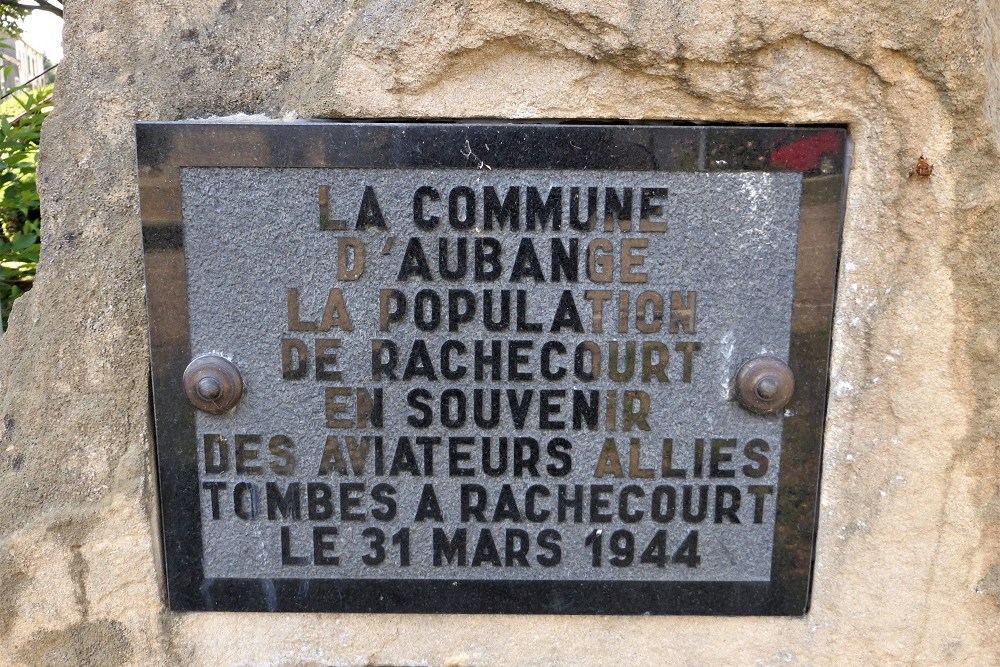 LA COMMUNE
D'AUBANGE
LA POPULATION
DE RACHECOURT
EN SOUVENIR
DES AVIATEURS ALLIES
TOMBES A RACHECOURT
LE 31 MARS 1944